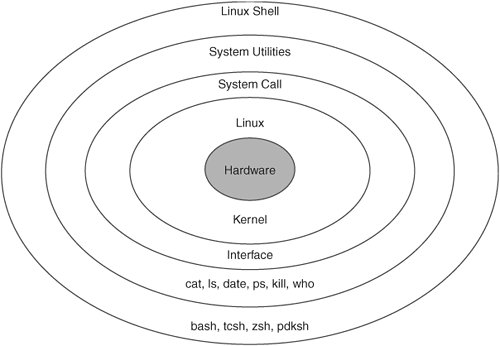 Linux Shell
System Utilities
System Call
Linux
Hardware
Kernel
Interface
cat, ls, date, ps, kill, who
bash, tcsh, zsh, pdksh